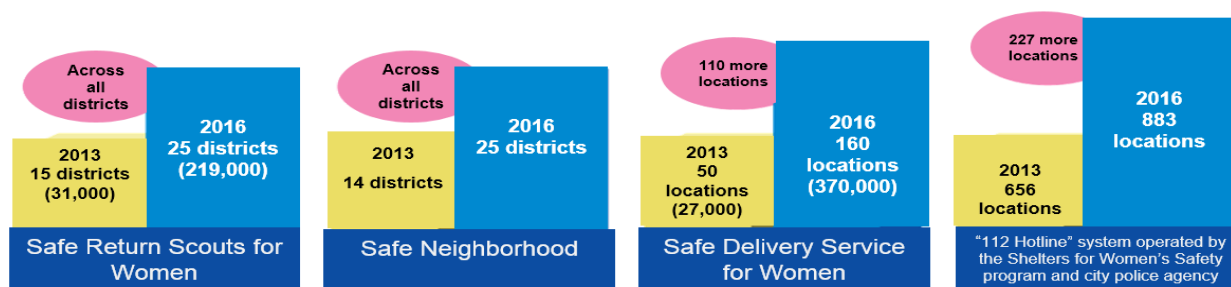 Across
all
districts
2013
15 districts
(31,000)
2016
25 districts
(219,000)
Safe Return Scouts for
Women
Across
all
districts
2013
14 districts
2016
25 districts
Safe Neighborhood
110 more
locations
2013
50
locations
(27,000)
2016
160
locations
(370,000)
Safe Delivery Service
for Women
227 more
locations
2013
656
locations
2016
883
locations
“112 Hotline” system operated by
the Shelters for Women’s Safety
program and city police agency